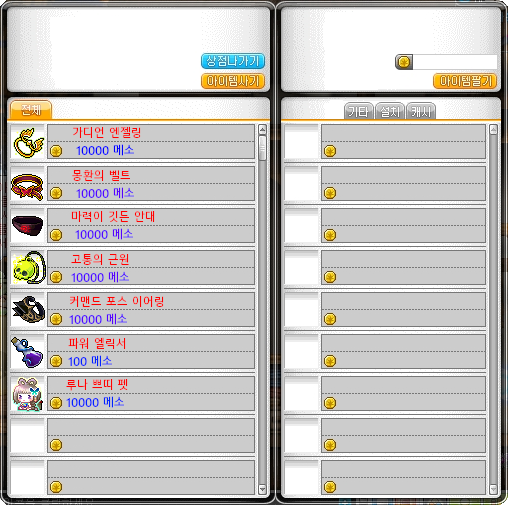 상점나가기
아이템사기
전체
가디언 엔젤링
10000 메소
몽환의 벨트
10000 메소
마력이 깃든 안대
10000 메소
고통의 근원
10000 메소
커맨드 포스 이어링
10000 메소
파워 엘릭서
100 메소
루나 쁘띠 펫
10000 메소
아이템팔기
기타 설치 캐시